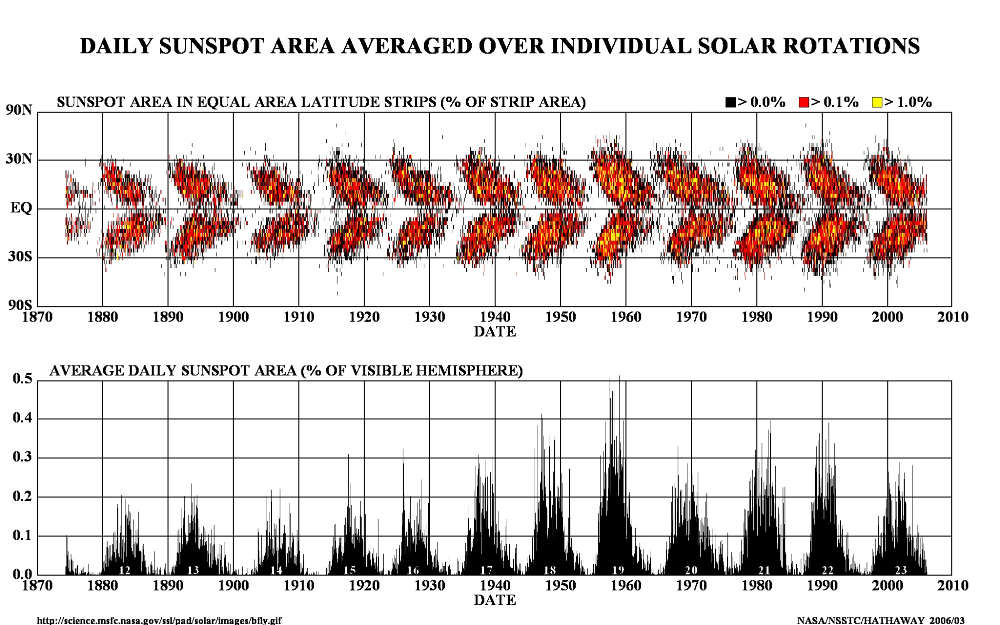 DAILY SUNSPOT AREA AVERAGED OVER INDIVIDUAL SOLAR ROTATIONS
SUNSPOT AREA IN EQUAL AREA LATITUDE STRIPS (% OF STRIP AREA) > 0.0% > 0.1% > 1.0%
90N
30N
EQ
30S
90S
1870 1880 1890 1900 1910 1920 1930 1940 1950 1960 1970 1980 1990 2000 2010
DATE
AVERAGE DAILY SUNSPOT AREA (% OF VISIBLE HEMISPHERE)
0.5
0.4
0.3
0.2
0.1
0.0
12 13 14 15 16 17 18 19 20 21 22 23
1870 1880 1890 1900 1910 1920 1930 1940 1950 1960 1970 1980 1990 2000 2010
DATE
http://science.msfc.nasa.gov/ssl/pad/solar/images/bfly.gif NASA/NSSTC/HATHAWAY 2006/03